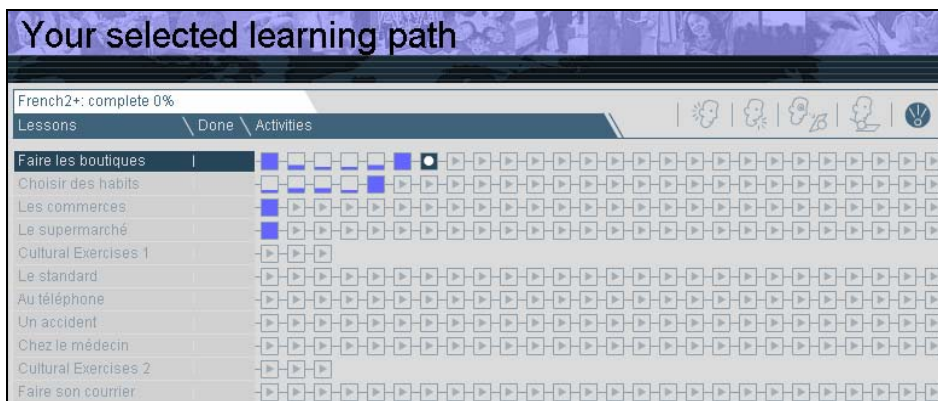 Your selected learning path
French2+: complete 0%
Lessons Done Activities
Faire les boutiques
Choisir des habits
Les commerces
Le supermarché
Cultural Exercises 1
Le standard
Au téléphone
Un accident
Chez le médecin
Cultural Exercises 2
Faire son courrier